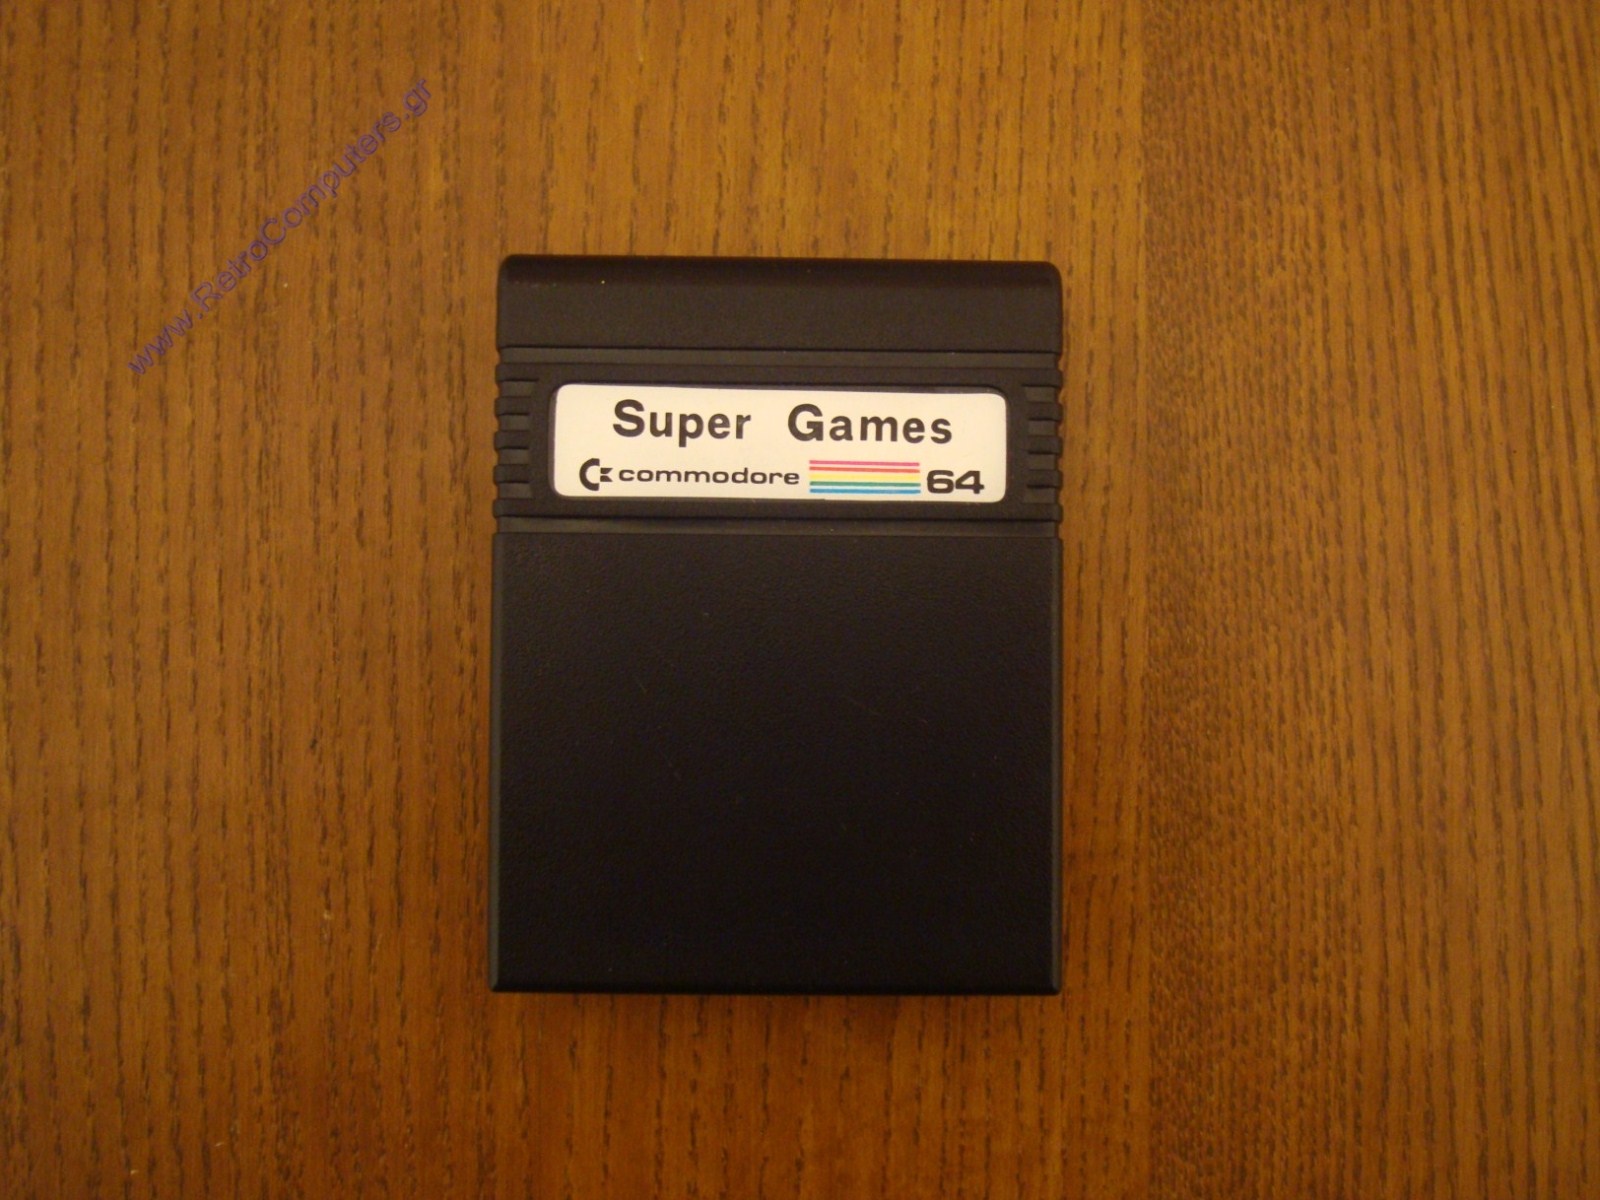 www.RetroComputers.gr
Super Games
commodore 64